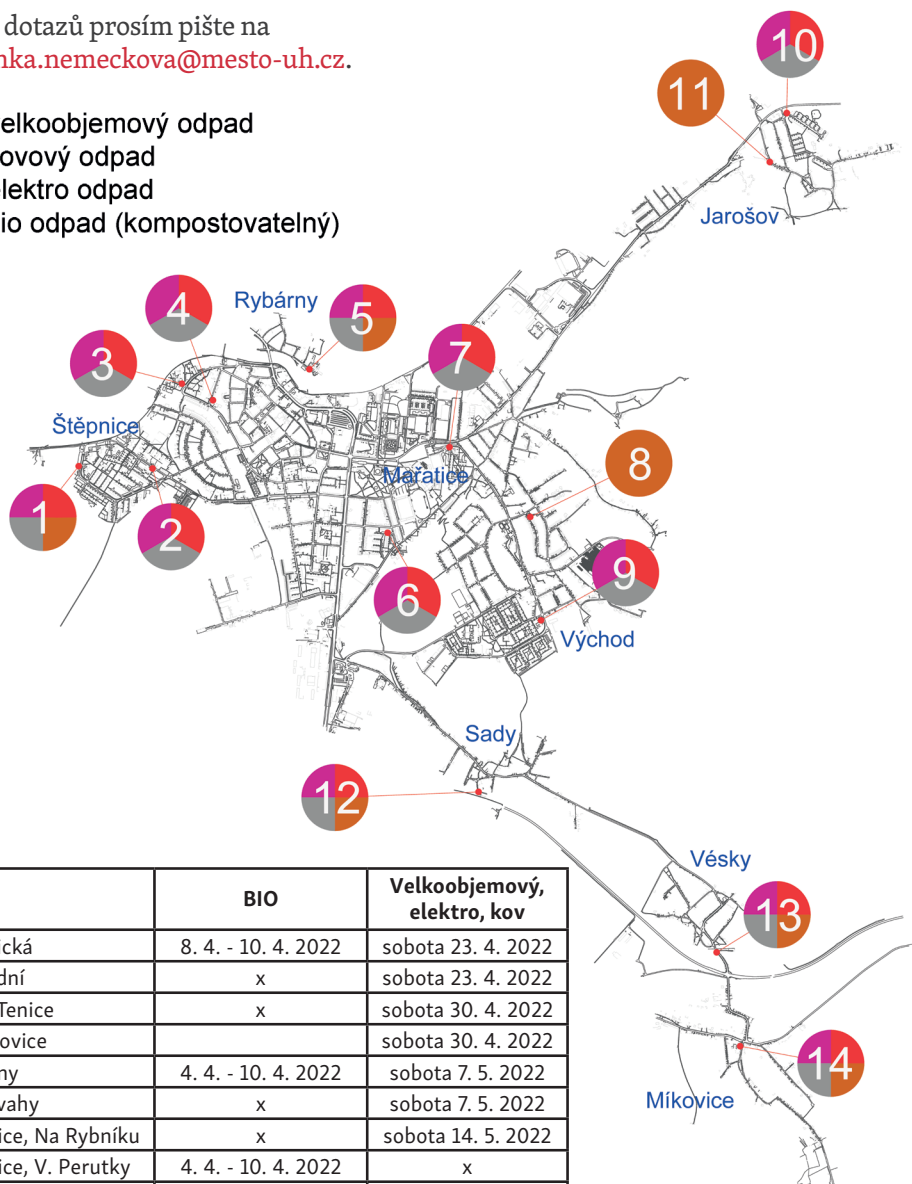 dotazů prosím pište na
nka.nemeckova@mesto-uh.cz.
elkoobjemový odpad
ovový odpad
lektro odpad
io odpad (kompostovatelný)
10
11
Jarošov
Rybárny
4
5
3
7
Štěpnice
Mařatice
8
1
2
9
6
Východ
Sady
12
Vésky
13
14
Míkovice
BIO Velkoobjemový,
elektro, kov
ická 8. 4. - 10. 4. 2022 sobota 23. 4. 2022
dní x sobota 23. 4. 2022
Tenice x sobota 30. 4. 2022
ovice sobota 30. 4. 2022
ny 4. 4. - 10. 4. 2022 sobota 7. 5. 2022
vahy x sobota 7. 5. 2022
ice, Na Rybníku x sobota 14. 5. 2022
ice, V. Perutky 4. 4. - 10. 4. 2022 x